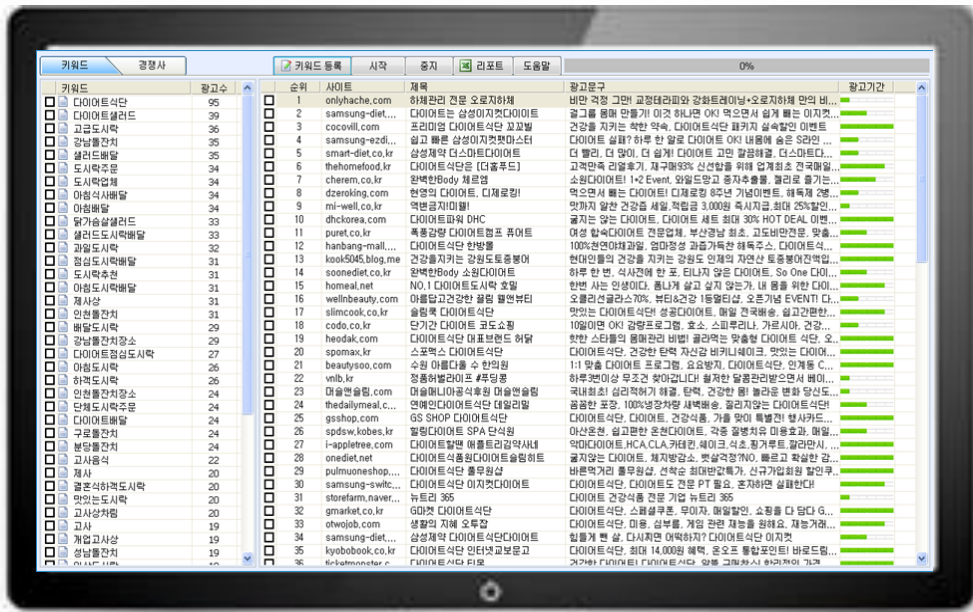 키워드 경쟁사 키워드 등록 시작 중지 리포트 도움말 0%
키워드 광고수
다이어트식단 95
다이어트샐러드 39
고급도시락 36
강남돌잔치 35
샐러드배달 35
도시락주문 34
도시락업체 34
아침식사배달 34
아침배달 34
닭가슴살샐러드 33
샐러드도시락배달 33
과일도시락 32
점심도시락배달 31
도시락추천 31
아침도시락배달 31
제사상 31
인천돌잔치 31
배달도시락 29
강남돌잔치장소 29
다이어트점심도시락 27
아침도시락 26
하객도시락 26
인천돌잔치장소 24
단체도시락주문 24
다이어트배달 24
구로돌잔치 24
분당돌잔치 24
고사음식 22
제사 20
결혼식하객도시락 20
맛있는도시락 20
고사상차림 20
고사 19
개업고사상 19
성남돌잔치 19
순위 사이트 제목 광고문구 광고기간
1 onlyhache,com 하체관리 전문 오로지하체 비만 걱정 그만! 교정테라피와 강화트레이닝+오로지하체 만의 비...
2 samsung-diet,... 다이어트는 삼성이지컷다이이트 걸그룹 몸매 만들기! 이것 하나면 OK! 먹으면서 쉽게 빼는 이지컷...
3 cocovill,com 프리미엄 다이어트식단 꼬꼬빌 건강을 지키는 착한 약속, 다이어트식단 패키지 실속할인 이벤트
4 samsung-ezdi,... 쉽고 빠른 삼성이지컷팻마스터 다이어트 실패? 하루 한 알로 다이어트 OK! 내몸에 숨은 S라인 ...
5 smart-diet,co,kr 삼성제약 더스마트다이어트 더 빨리, 더 많이, 더 쉽게! 다이어트 고민 깔끔해결, 더스마트다...
6 thehomefood,kr 다이어트식단은 [더홈푸드] 고객만족 리얼후기, 재구매93% 신선함을 위해 업계최초 전국매일...
7 cherem,co,kr 완벽한Body 체르엠 소원다이어트! 1+2 Event, 와일드망고 종자추출물, 젤리로 즐기는...
8 dzeroking,com 현영의 다이어트, 디제로킹! 먹으면서 빼는 다이어트! 디제로킹 8주년 기념이벤트, 해독제 2병...
9 mi-well,co,kr 역변금지!미웰! 맛까지 알찬 건강즙 세일,적립금 3,000원 즉시지급,최대 25%할인...
10 dhckorea,com 다이어트파워 DHC 굶지는 않는 다이어트, 다이어트 세트 최대 30% HOT DEAL 이벤...
11 puret,co,kr 폭풍감량 다이어트점프 퓨어트 여성 합숙다이어트 전문업체, 부산경남 최초, 고도비만전문, 맞춤...
12 hanbang-mall,... 다이어트식단 한방몰 100%천연야채과일, 엄마정성 과즙가득찬 해독주스, 다이어트식...
13 kook5045,blog,me 건강을지키는 강원도토종붕어 현대인들의 건강을 지키는 강원도 인제의 자연산 토종붕어진액입...
14 soonediet,co,kr 완벽한Body 소원다이어트 하루 한 번, 식사전에 한 포, 티나지 않은 다이어트, So One 다이...
15 homeal,net NO,1 다이어트도시락 호밀 한번 사는 인생이다, 폼나게 살고 싶지 않는가, 내 몸을 위한 다이...
16 wellnbeauty,com 아름답고건강한 끌림 웰앤뷰티 오클리선글라스70%, 뷰티&건강 1등멀티샵, 오픈기념 EVENT! 다...
17 slimcook,co,kr 슬림쿡 다이어트식단 맛있는 다이어트식단! 성공다이어트, 매일 전국배송, 쉽고간편한...
18 codo,co,kr 단기간 다이어트 코도쇼핑 10일이면 OK! 감량프로그램, 효소, 스피루리나, 가르시아, 건강...
19 heodak,com 다이어트식단 대표브랜드 허닭 핫한 스타들의 몸매관리 비법! 골라먹는 맞춤형 다이어트 식단, 오...
20 spomax,kr 스포맥스 다이어트식단 다이어트식단, 건강한 탄력 자신감 비키니쉐이크, 맛있는 다이어...
21 beautysoo,com 수원 아름다울 수 한의원 1:1 맞춤 다이어트 프로그램, 요요방지, 다이어트식단, 인계동 C...
22 vnlb,kr 정품허벌라이프 #푸딩콩 하루3번이상 무조건 찾아갑니다! 철저한 달콤관리받으면서 베이...
23 머슬앤슬림,com 머슬매니아공식후원 머슬앤슬림 국내최초! 심리적허기 해결, 탄력, 건강한 몸! 놀라운 변화 당신도...
24 thedailymeal,c... 연예인다이어트식단 데일리밀 꼼꼼한 포장, 100%냉장차량 새벽배송, 질리지않는 다이어트식단!
25 gsshop,com GS SHOP 다이어트식단 다이어트식단, 다이어트, 건강식품, 가을 맞이 특별전! 행사카드...
26 spdsw,kobes,kr 힐링다이어트 SPA 단식원 아산온천, 쉽고편한 온천다이어트, 각종 질병치유 미용효과, 매일...
27 i-appletree,com 다이어트할땐 애플트리김약사네 악마다이어트,HCA,CLA,카테킨,쉐이크,식초,핑거루트,깔라만시, ...
28 onediet,net 다이어트식품원다이어트슬림히트 굶지않는 다이어트, 체지방감소, 뱃살걱정?NO, 빠르고 확실한 감...
29 pulmuoneshop,... 다이어트식단 풀무원샵 바른먹거리 풀무원샵, 선착순 최대반값특가, 신규가입회원 할인쿠...
30 samsung-switc,... 다이어트식단 이지컷다이어트 다이어트식단, 다이어트도 전문 PT 필요, 혼자하면 실패한다!
31 storefarm,naver,... 뉴트리 365 다이어트 건강식품 전문 기업 뉴트리 365
32 gmarket,co,kr G마켓 다이어트식단 다이어트식단, 스페셜쿠폰, 무이자, 매일할인, 쇼핑을 다 담다 G...
33 otwojob,com 생활의 지혜 오투잡 다이어트식단, 미용, 심부름, 게임 관련 재능을 원해요, 재능거래...
34 samsung-diet,... 삼성제약 다이어트식단다이어트 힘들게 뺀 살, 다시찌면 어떡하지? 다이어트식단 이지컷
35 kyobobook,co,kr 다이어트식단 인터넷교보문고 다이어트식단, 최대 14,000원 혜택, 온오프 통합포인트! 바로드림...
36 ticketmonster,c... 다이어트식단 티몬